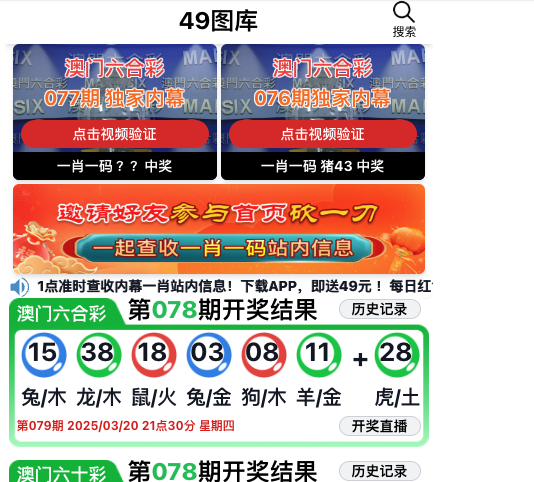 49图库
搜索
澳门六合彩
077期 独家内幕
点击视频验证
一肖一码？？ 中奖
澳门六合彩
076期 独家内幕
点击视频验证
一肖一码 猪43 中奖
邀请好友参与首页砍一刀
一起查收一肖一码站内信息
1点准时查收内幕一肖站内信息！下载APP，即送49元 ！每日红
澳门六合彩
第078期开奖结果
历史记录
15 38 18 03 08 11 + 28
兔/木 龙/木 鼠/火 兔/金 狗/木 羊/金 虎/土
第079期 2025/03/20 21点30分 星期四
开奖直播
澳门六十彩
第078期开奖结果
历史记录